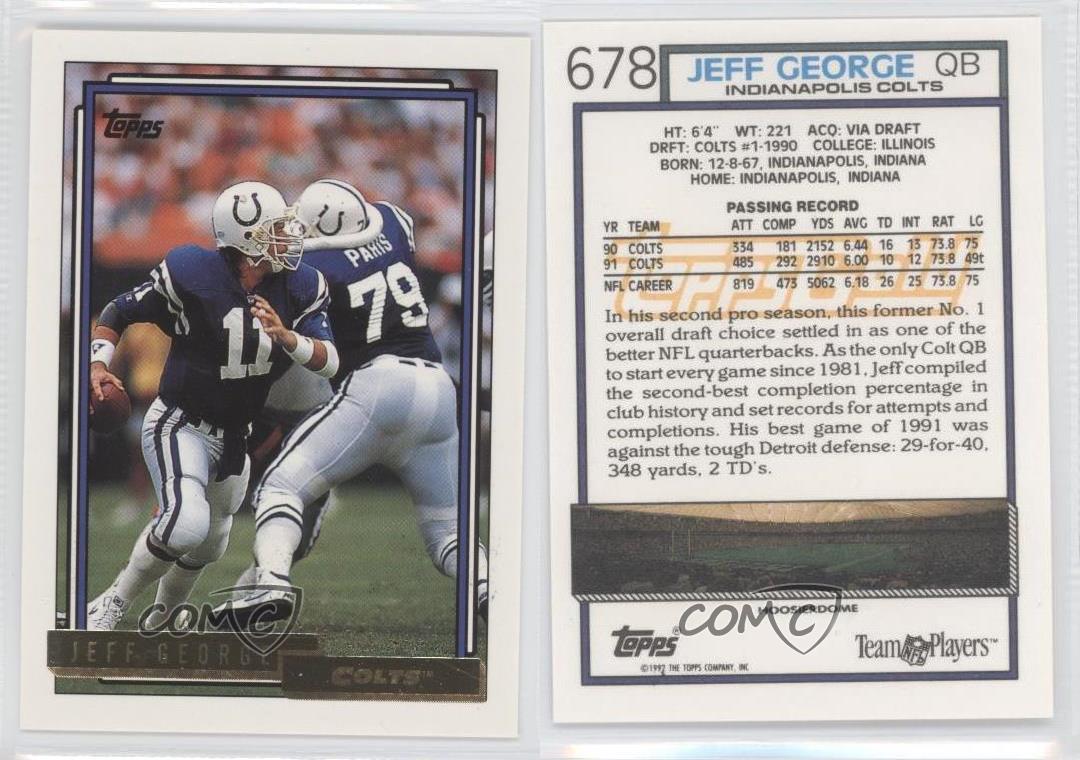 Topps
PARIS
79
11
COMC
JEFF GEORGE
COLTS™
678 JEFF GEORGE QB
INDIANAPOLIS COLTS
HT: 6'4" WT: 221 ACQ: VIA DRAFT
DRFT: COLTS #1-1990 COLLEGE: ILLINOIS
BORN: 12-8-67, INDIANAPOLIS, INDIANA
HOME: INDIANAPOLIS, INDIANA
PASSING RECORD
YR TEAM ATT COMP YDS AVG TD INT RAT LG
90 COLTS 334 181 2152 6.44 16 13 73.8 75
91 COLTS 485 292 2910 6.00 10 12 73.8 49t
NFL CAREER 819 473 5062 6.18 26 25 73.8 75
Topps Gold
In his second pro season, this former No. 1
overall draft choice settled in as one of the
better NFL quarterbacks. As the only Colt QB
to start every game since 1981, Jeff compiled
the second-best completion percentage in
club history and set records for attempts and
completions. His best game of 1991 was
against the tough Detroit defense: 29-for-40,
348 yards, 2 TD's.
HOOSIERDOME
COMC
Topps® Team NFL Players™
©1992 THE TOPPS COMPANY, INC